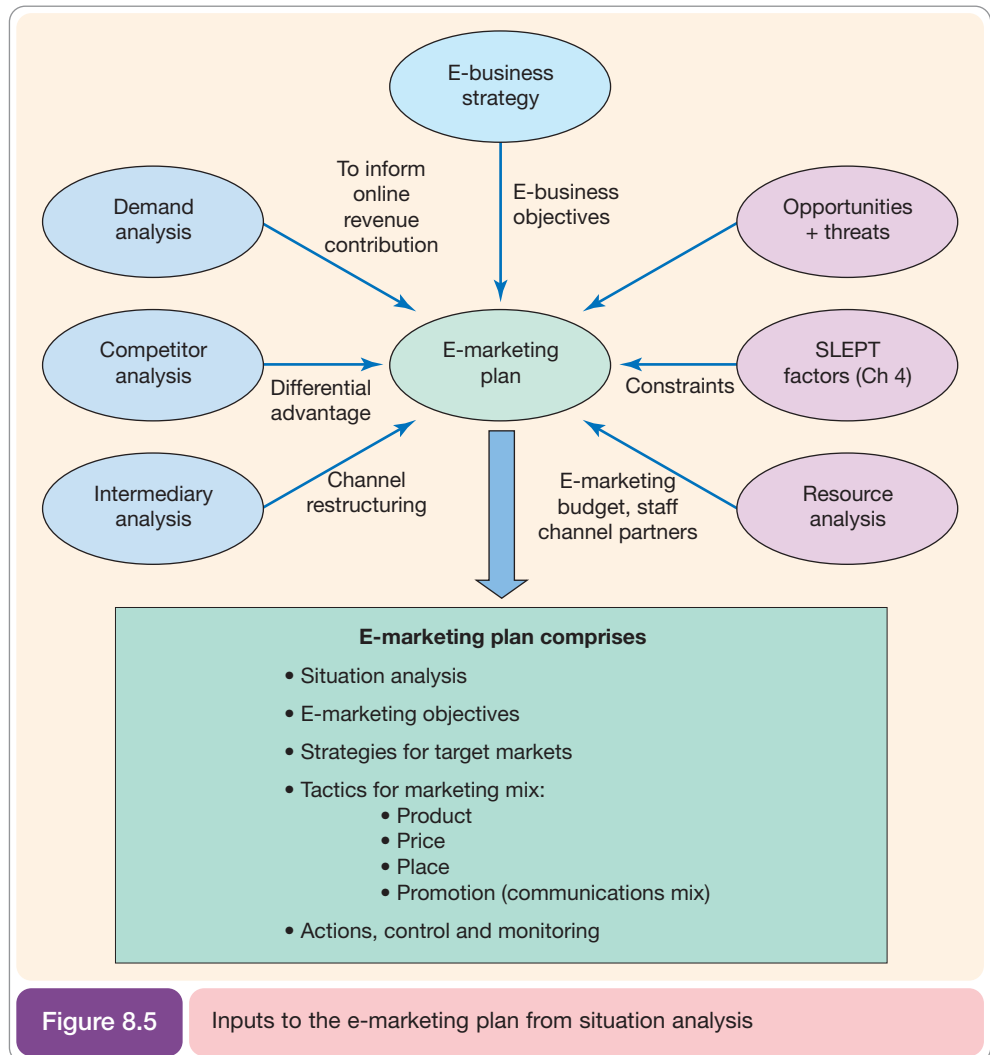 E-business
strategy
To inform
online
revenue
contribution
E-business
objectives
Demand
analysis
Opportunities
+ threats
Competitor
analysis
Differential
advantage
E-marketing
plan
Constraints
SLEPT
factors (Ch 4)
Intermediary
analysis
Channel
restructuring
E-marketing
budget, staff
channel partners
Resource
analysis
E-marketing plan comprises
• Situation analysis
• E-marketing objectives
• Strategies for target markets
• Tactics for marketing mix:
• Product
• Price
• Place
• Promotion (communications mix)
• Actions, control and monitoring
Figure 8.5
Inputs to the e-marketing plan from situation analysis